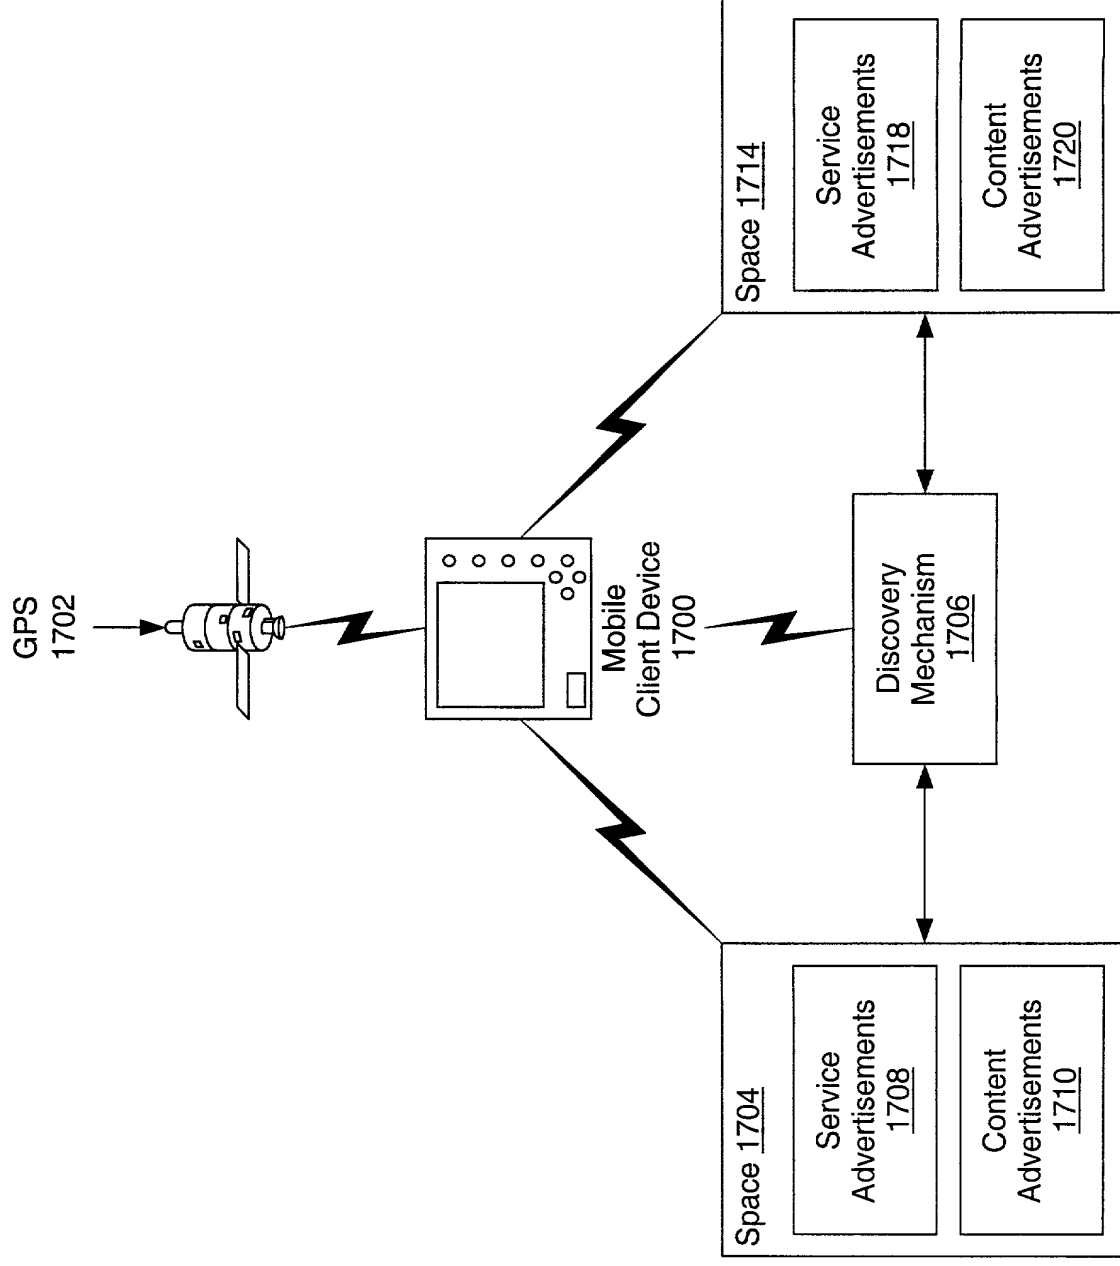 GPS
1702
Mobile
Client Device
1700
Discovery
Mechanism
1706
Space 1704
Service
Advertisements
1708
Content
Advertisements
1710
Space 1714
Service
Advertisements
1718
Content
Advertisements
1720